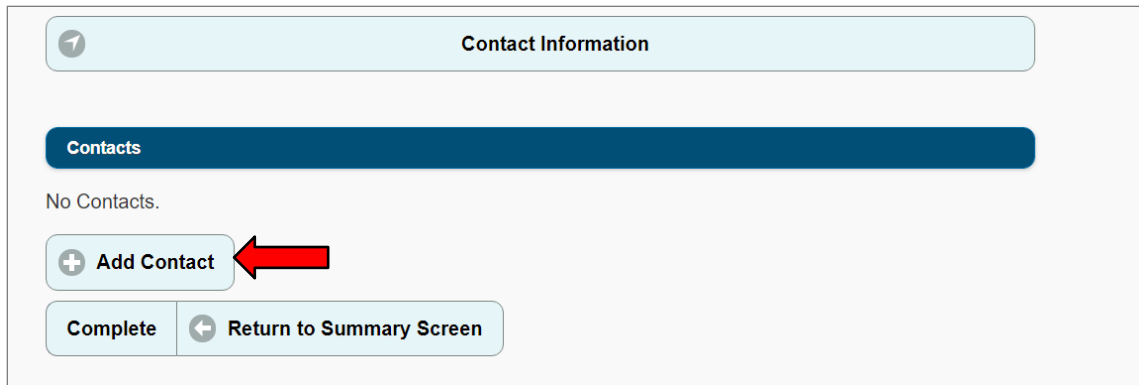 Contact Information
Contacts
No Contacts.
Add Contact
Complete Return to Summary Screen